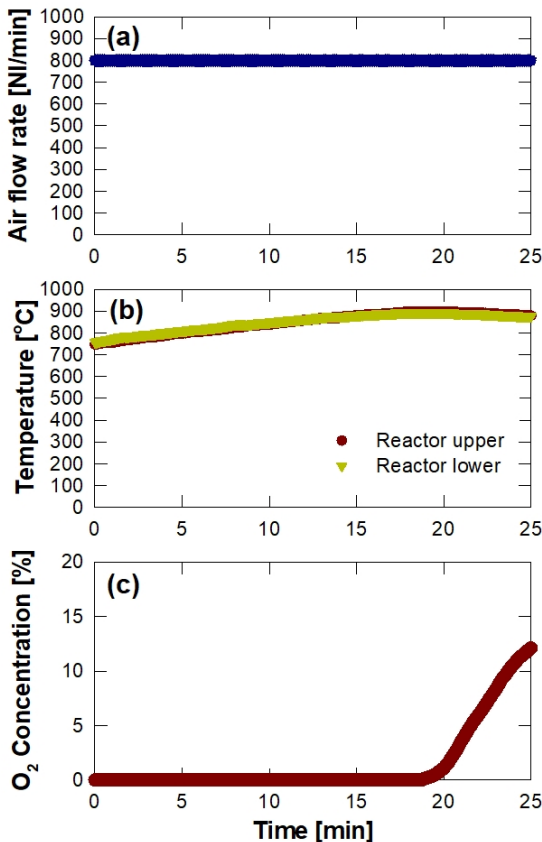 (a)
Air flow rate [Nl/min]
1000
900
800
700
600
500
400
300
200
100
0
0 5 10 15 20 25
(b)
Temperature [°C]
1000
900
800
700
600
500
400
300
200
100
0
Reactor upper
Reactor lower
0 5 10 15 20 25
(c)
O₂ Concentration [%]
20
15
10
5
0
0 5 10 15 20 25
Time [min]